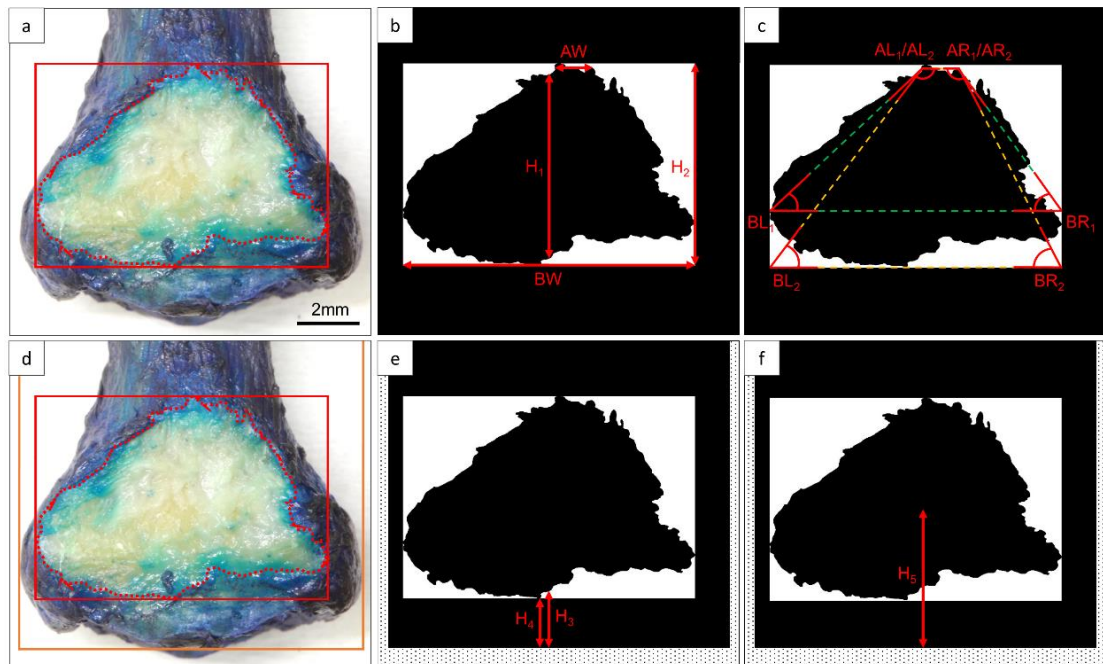 a
2mm
b
AW
H₁
H₂
BW
c
AL₁/AL₂ AR₁/AR₂
BL₁
BR₁
BL₂
BR₂
d
e
H₄
H₃
f
H₅